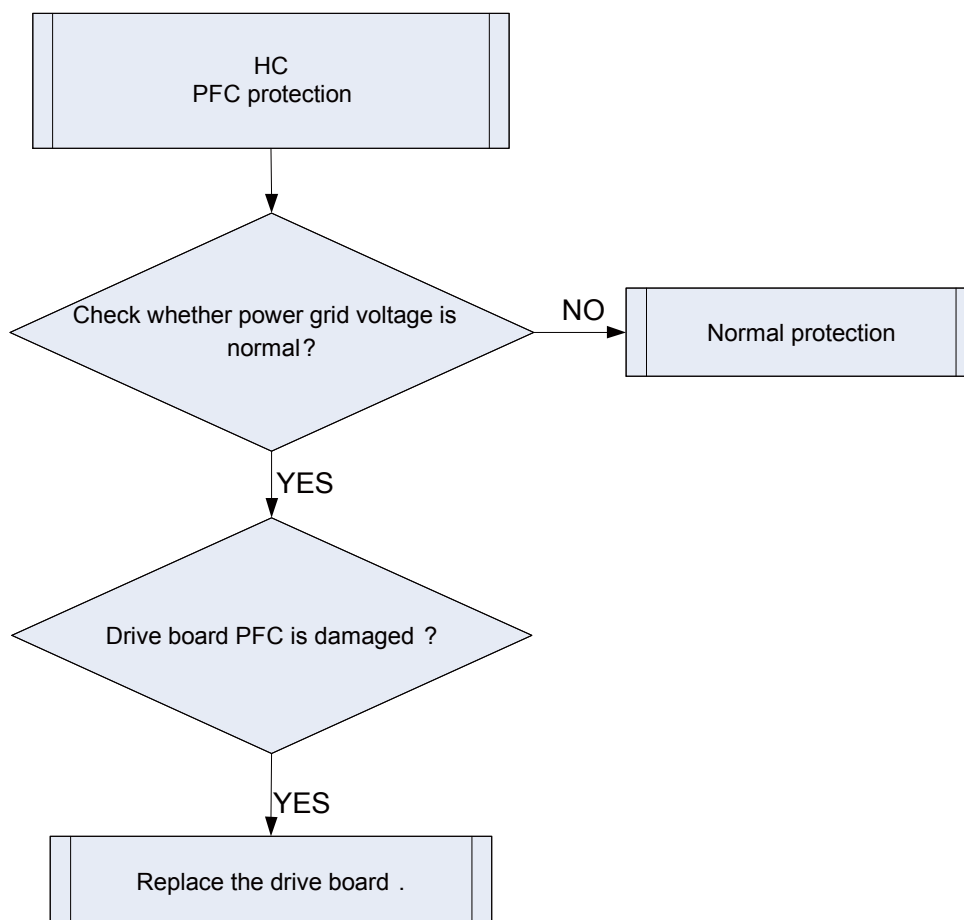 HC
PFC protection
Check whether power grid voltage is
normal?
NO
Normal protection
YES
Drive board PFC is damaged ?
YES
Replace the drive board .